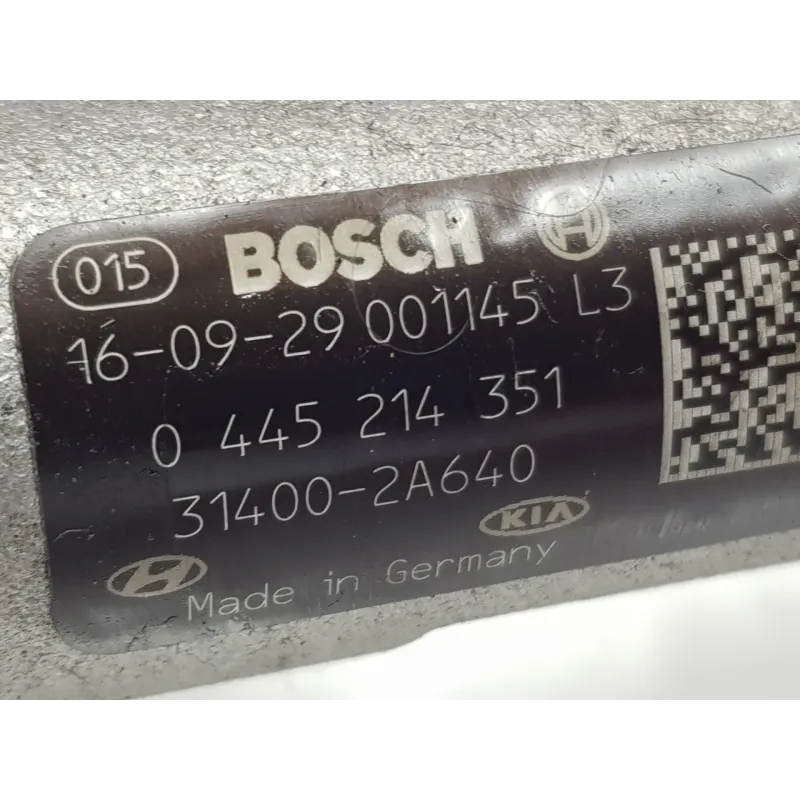 015 BOSCH
16-09-29 001145 L3
0 445 214 351
31400-2A640
KIA
Made in Germany